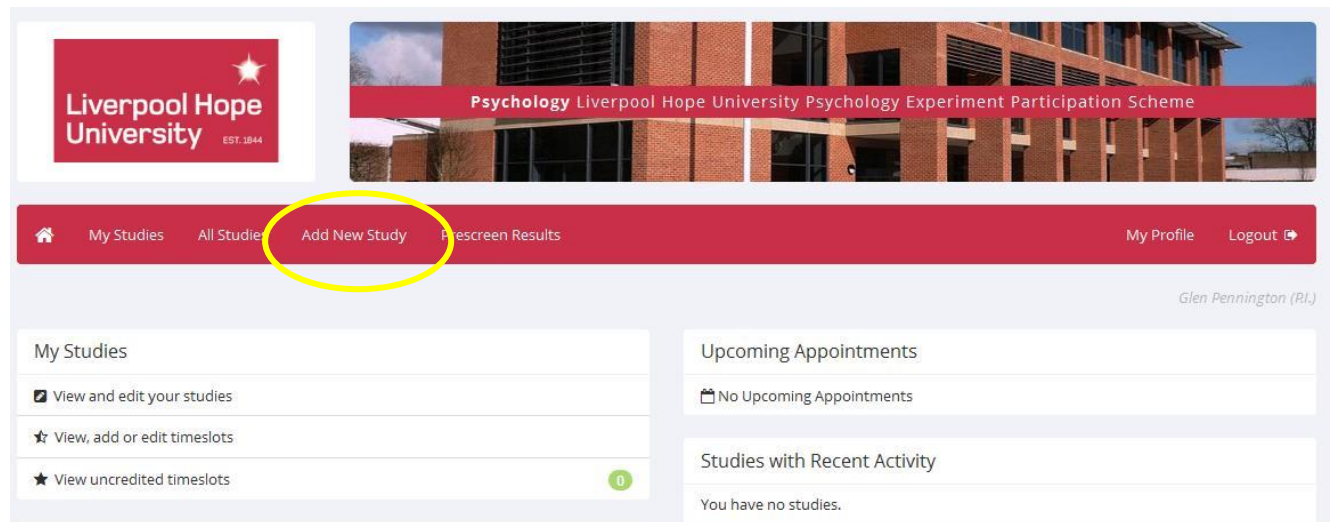 Liverpool Hope
University EST. 1844
Psychology Liverpool Hope University Psychology Experiment Participation Scheme
My Studies All Studies Add New Study Prescreen Results My Profile Logout
Glen Pennington (P.I.)
My Studies
View and edit your studies
View, add or edit timeslots
View uncredited timeslots 0
Upcoming Appointments
No Upcoming Appointments
Studies with Recent Activity
You have no studies.